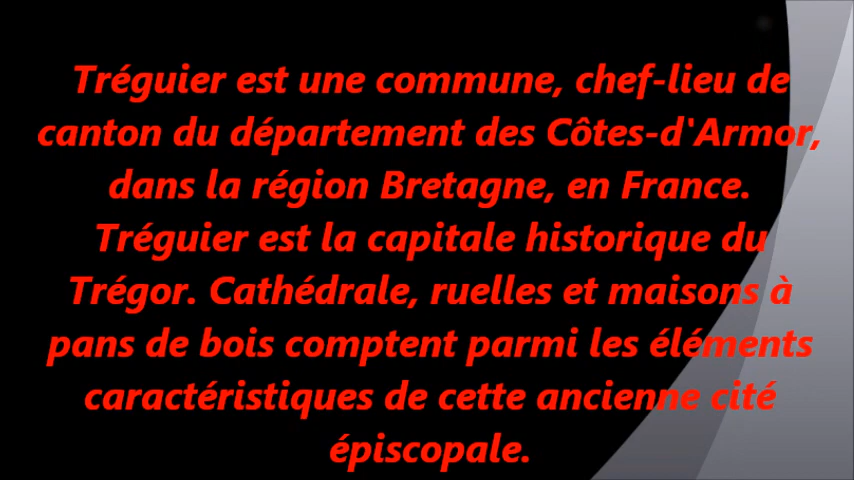 Tréguier est une commune, chef-lieu de
canton du département des Côtes-d'Armor,
dans la région Bretagne, en France.
Tréguier est la capitale historique du
Trégor. Cathédrale, ruelles et maisons à
pans de bois comptent parmi les éléments
caractéristiques de cette ancienne cité
épiscopale.